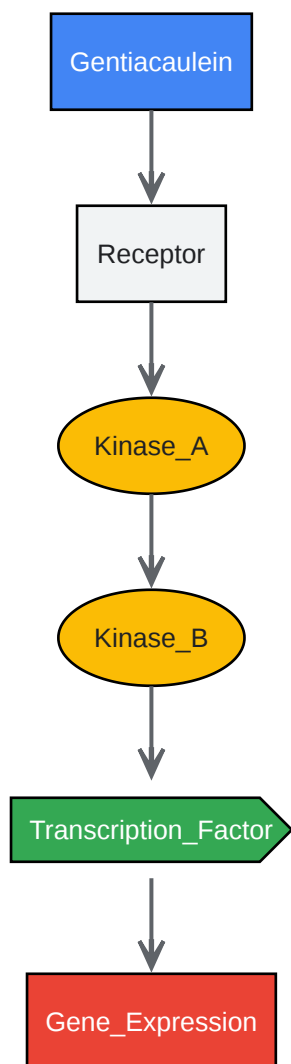 Gentiacaulein
Receptor
Kinase_A
Kinase_B
Transcription_Factor
Gene_Expression